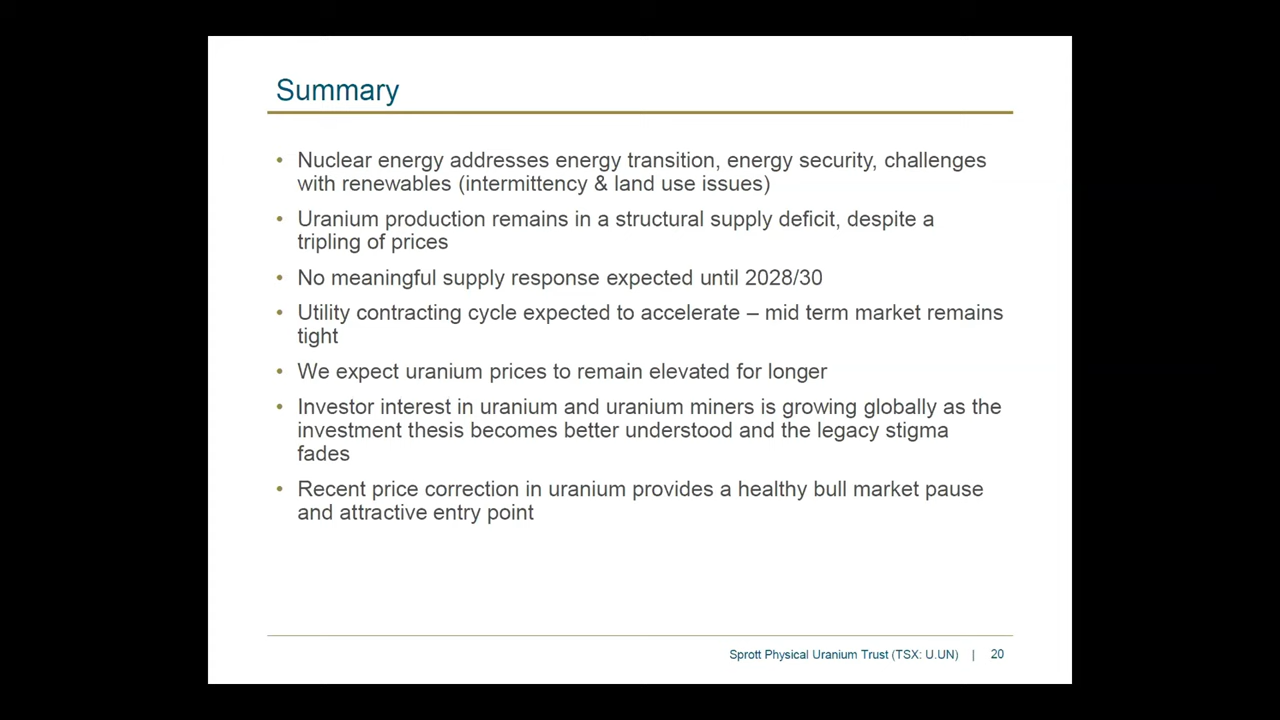 Summary
• Nuclear energy addresses energy transition, energy security, challenges
with renewables (intermittency & land use issues)
• Uranium production remains in a structural supply deficit, despite a
tripling of prices
• No meaningful supply response expected until 2028/30
• Utility contracting cycle expected to accelerate – mid term market remains
tight
• We expect uranium prices to remain elevated for longer
• Investor interest in uranium and uranium miners is growing globally as the
investment thesis becomes better understood and the legacy stigma
fades
• Recent price correction in uranium provides a healthy bull market pause
and attractive entry point
Sprott Physical Uranium Trust (TSX: U.UN) | 20